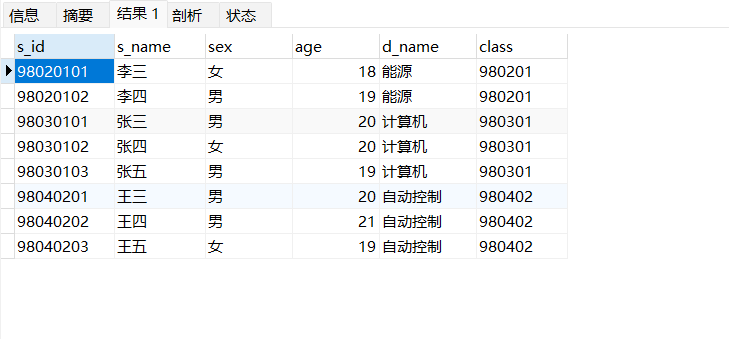 信息 摘要 结果 1 剖析 状态
s_id s_name sex age d_name class
98020101 李三 女 18 能源 980201
98020102 李四 男 19 能源 980201
98030101 张三 男 20 计算机 980301
98030102 张四 女 20 计算机 980301
98030103 张五 男 19 计算机 980301
98040201 王三 男 20 自动控制 980402
98040202 王四 男 21 自动控制 980402
98040203 王五 女 19 自动控制 980402